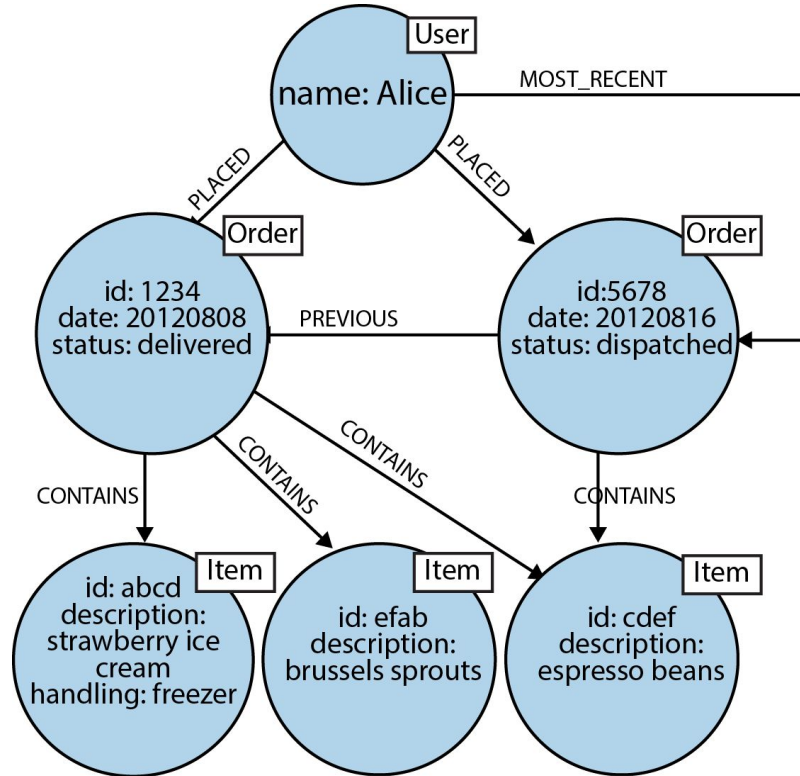 User
name: Alice
MOST_RECENT
PLACED
PLACED
Order
Order
id: 1234
date: 20120808
status: delivered
PREVIOUS
id:5678
date: 20120816
status: dispatched
CONTAINS
CONTAINS
CONTAINS
CONTAINS
Item
Item
Item
id: abcd
description:
strawberry ice
cream
handling: freezer
id: efab
description:
brussels sprouts
id: cdef
description:
espresso beans